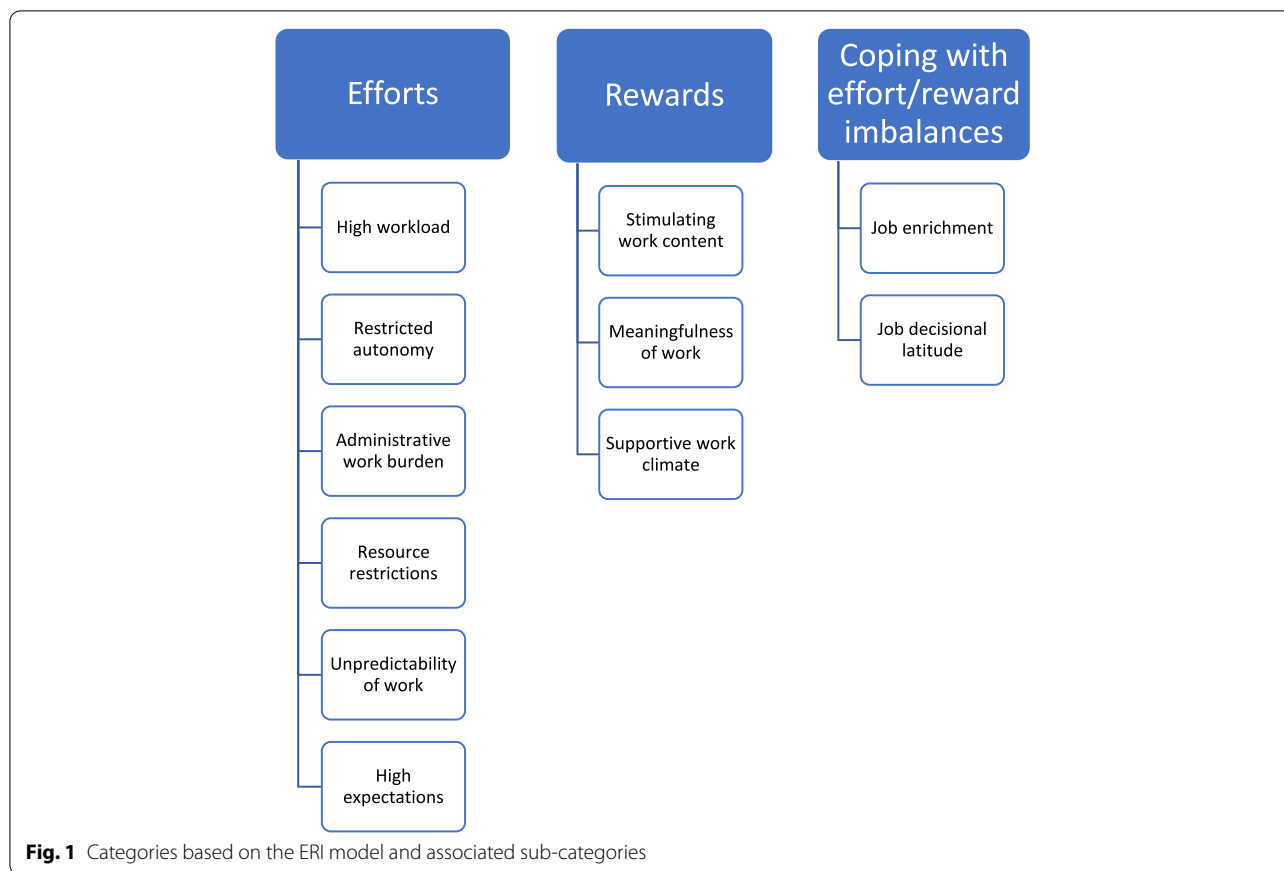 Efforts
High workload
Restricted
autonomy
Administrative
work burden
Resource
restrictions
Unpredictability
of work
High
expectations
Rewards
Stimulating
work content
Meaningfulness
of work
Supportive work
climate
Coping with
effort/reward
imbalances
Job enrichment
Job decisional
latitude
Fig. 1 Categories based on the ERI model and associated sub-categories